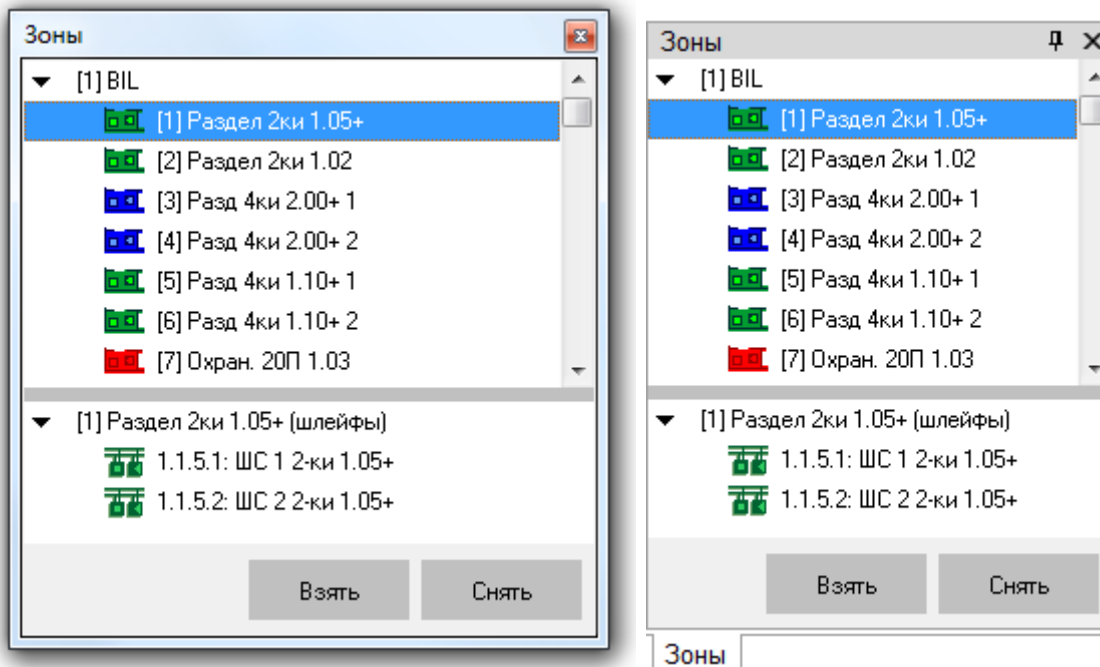 Зоны
[1] BIL
[1] Раздел 2ки 1.05+
[2] Раздел 2ки 1.02
[3] Разд 4ки 2.00+ 1
[4] Разд 4ки 2.00+ 2
[5] Разд 4ки 1.10+ 1
[6] Разд 4ки 1.10+ 2
[7] Охран. 20П 1.03
[1] Раздел 2ки 1.05+ (шлейфы)
1.1.5.1: ШС 1 2-ки 1.05+
1.1.5.2: ШС 2 2-ки 1.05+
Взять Снять
Зоны
[1] BIL
[1] Раздел 2ки 1.05+
[2] Раздел 2ки 1.02
[3] Разд 4ки 2.00+ 1
[4] Разд 4ки 2.00+ 2
[5] Разд 4ки 1.10+ 1
[6] Разд 4ки 1.10+ 2
[7] Охран. 20П 1.03
[1] Раздел 2ки 1.05+ (шлейфы)
1.1.5.1: ШС 1 2-ки 1.05+
1.1.5.2: ШС 2 2-ки 1.05+
Взять Снять
Зоны